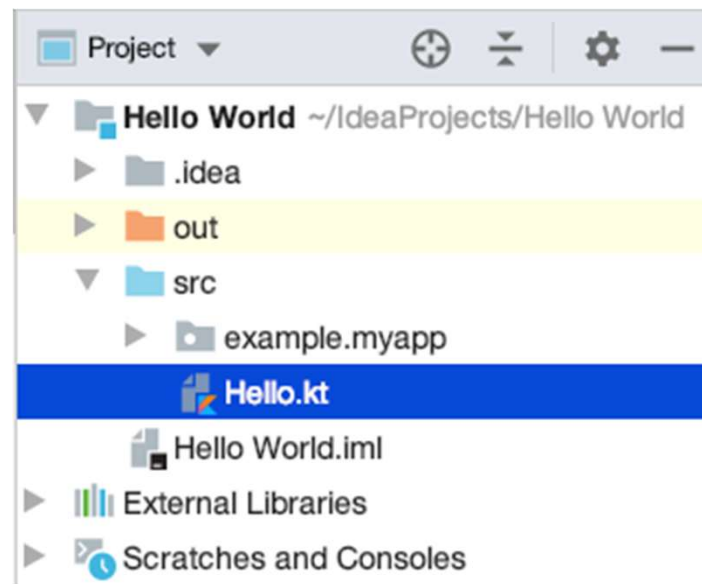 Project
Hello World ~/IdeaProjects/Hello World
.idea
out
src
example.myapp
Hello.kt
Hello World.iml
External Libraries
Scratches and Consoles